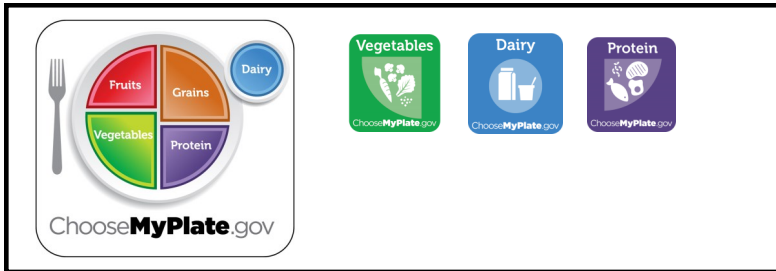 Fruits
Grains
Dairy
Vegetables
Protein
ChooseMyPlate.gov
Vegetables
ChooseMyPlate.gov
Dairy
ChooseMyPlate.gov
Protein
ChooseMyPlate.gov